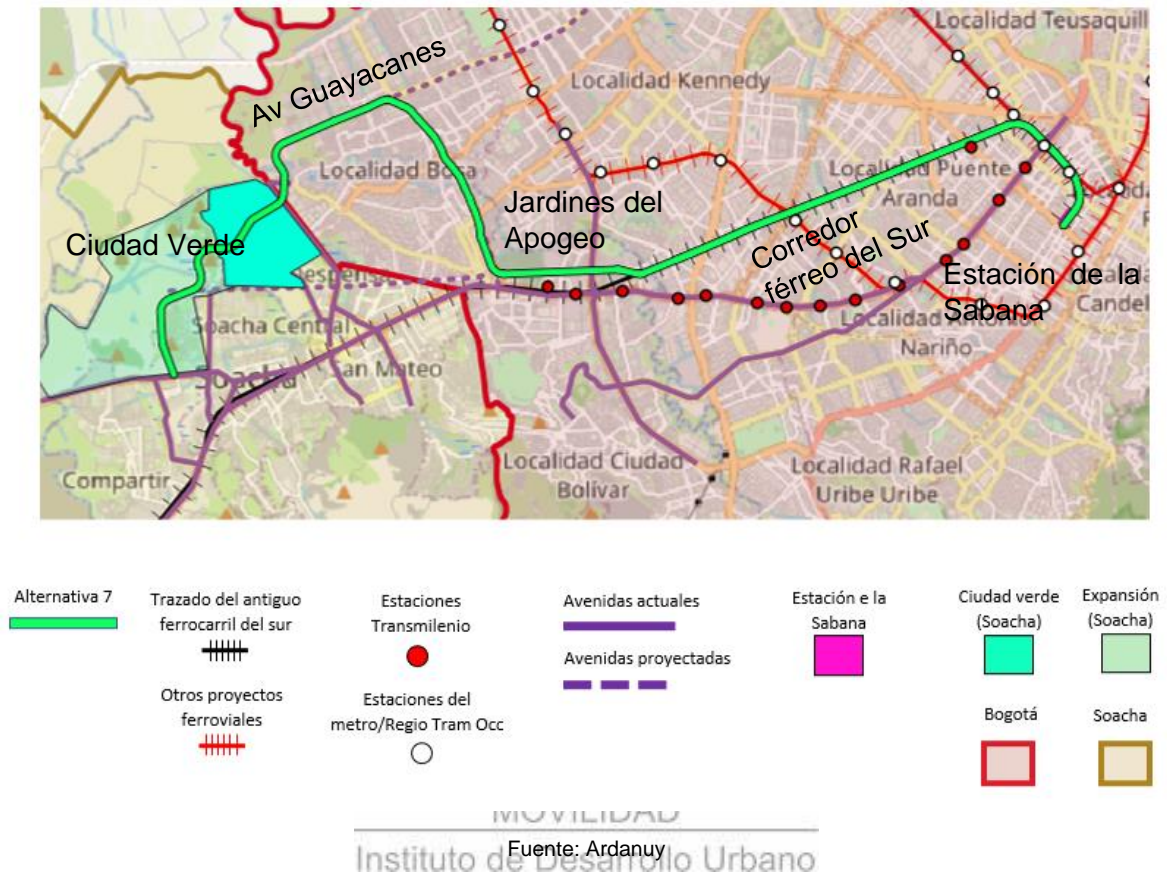 Localidad Teusaquill
Av Guayacanes
Localidad Kennedy
Localidad Bosa
Localidad Puente
Aranda
Jardines del
Apogeo
Corredor
férreo del Sur
Ciudad Verde
Estación de la
Sabana
Candel
Soacha Central
Localidad Antonio
Nariño
San Mateo
Soacha
Compartir
Localidad Ciudad
Bolívar
Localidad Rafael
Uribe Uribe
Alternativa 7
Trazado del antiguo
ferrocarril del sur
Otros proyectos
ferroviales
Estaciones
Transmilenio
Estaciones del
metro/Regio Tram Occ
Avenidas actuales
Avenidas proyectadas
Estación e la
Sabana
Ciudad verde
(Soacha)
Expansión
(Soacha)
Bogotá
Soacha
MOVILIDAD
Fuente: Ardanuy
Instituto de Desarrollo Urbano